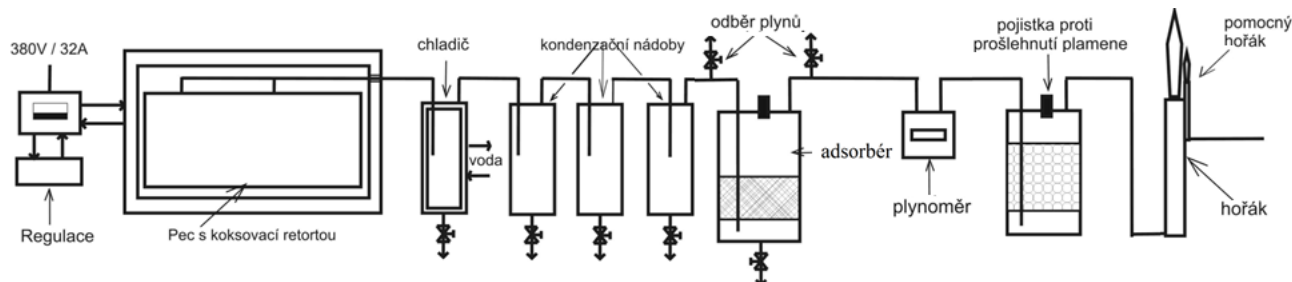 380V / 32A
Regulace
Pec s koksovací retortou
chladič
voda
kondenzační nádoby
odběr plynů
adsorbér
plynoměr
pojistka proti
prošlehnutí plamene
pomocný
hořák
hořák